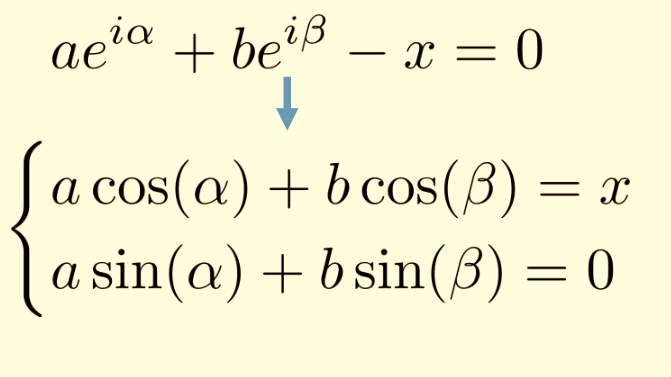 ae^{iα} + be^{iβ} − x = 0
a cos(α) + b cos(β) = x
a sin(α) + b sin(β) = 0